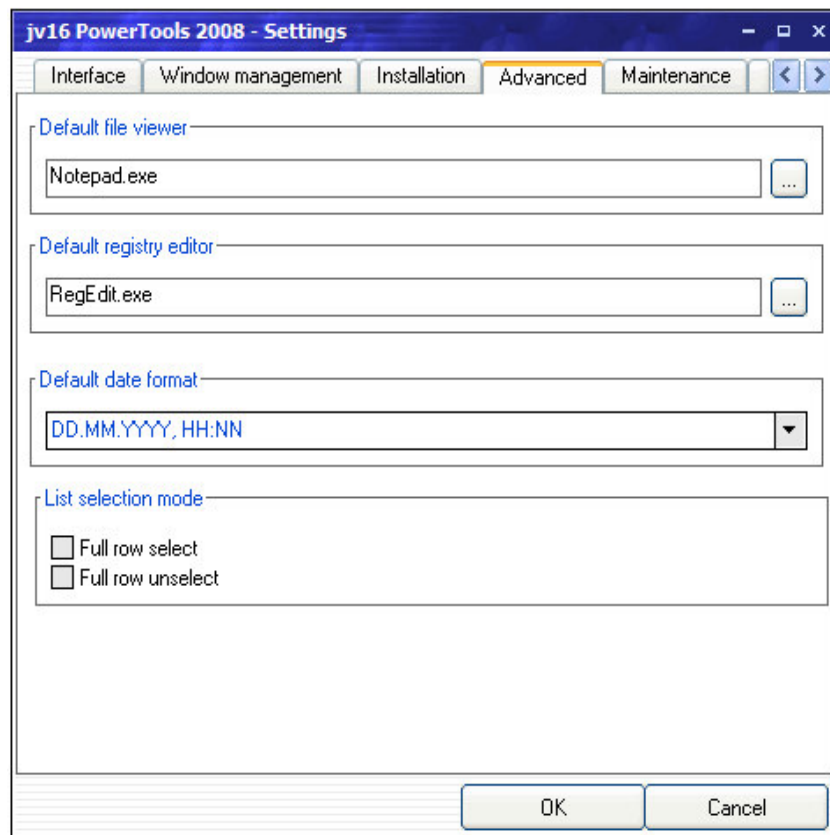 jv16 PowerTools 2008 - Settings
Interface Window management Installation Advanced Maintenance
Default file viewer
Notepad.exe
...
Default registry editor
RegEdit.exe
...
Default date format
DD.MM.YYYY, HH:NN
List selection mode
Full row select
Full row unselect
OK Cancel